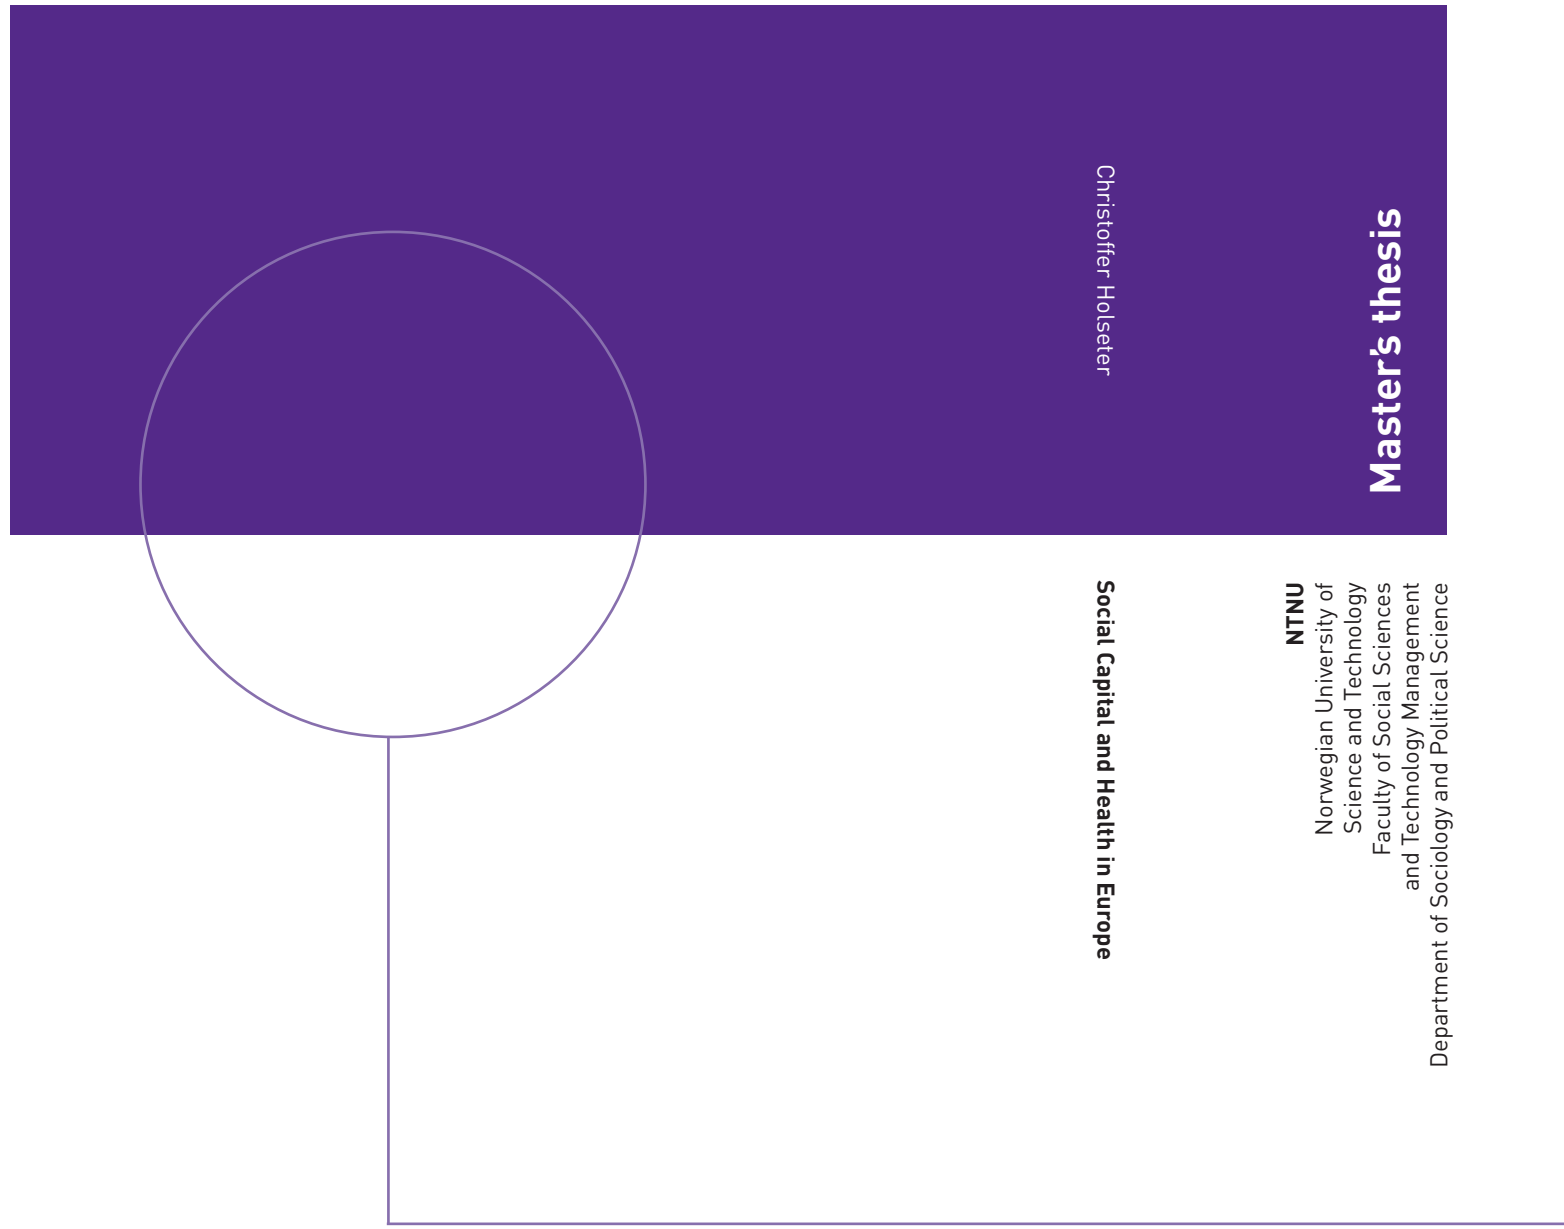 Christoffer Holseter
Social Capital and Health in Europe
Master's thesis
NTNU
Norwegian University of
Science and Technology
Faculty of Social Sciences
and Technology Management
Department of Sociology and Political Science